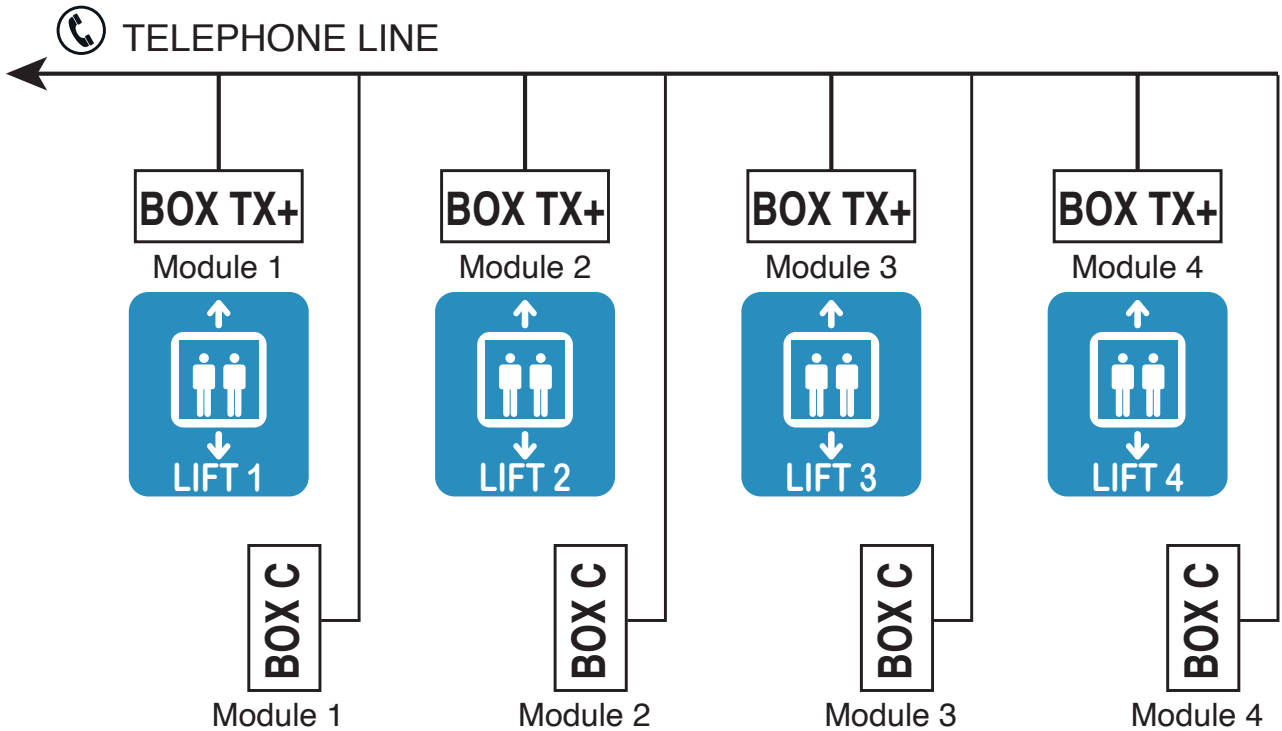 TELEPHONE LINE
BOX TX+ BOX TX+ BOX TX+ BOX TX+
Module 1 Module 2 Module 3 Module 4
LIFT 1 LIFT 2 LIFT 3 LIFT 4
BOX C BOX C BOX C BOX C
Module 1 Module 2 Module 3 Module 4